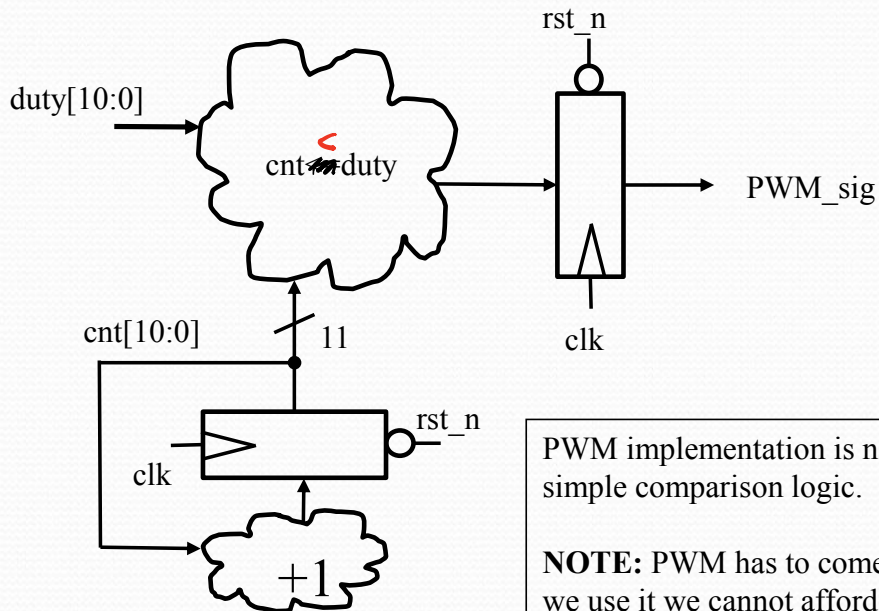 rst_n
duty[10:0]
<
cnt duty
PWM_sig
cnt[10:0]
11
clk
rst_n
clk
+1
PWM implementation is
simple comparison logic.
NOTE: PWM has to come
we use it we cannot afford